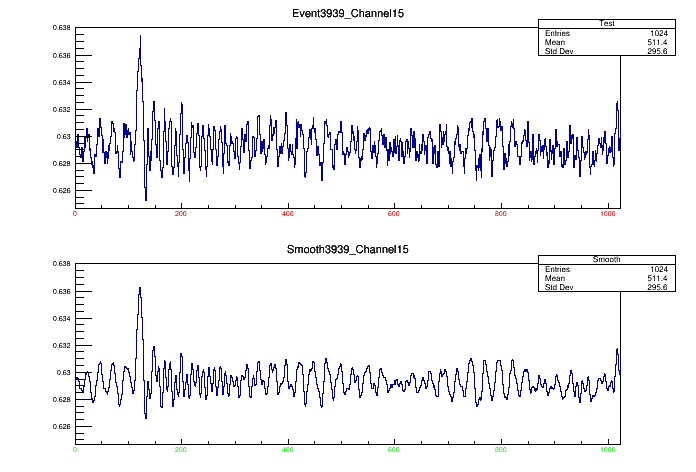 Event3939_Channel15
Test
Entries 1024
Mean 511.4
Std Dev 295.6
0.638
0.636
0.634
0.632
0.63
0.628
0.626
0 200 400 600 800 1000
Smooth3939_Channel15
Smooth
Entries 1024
Mean 511.4
Std Dev 295.6
0.638
0.636
0.634
0.632
0.63
0.628
0.626
0 200 400 600 800 1000